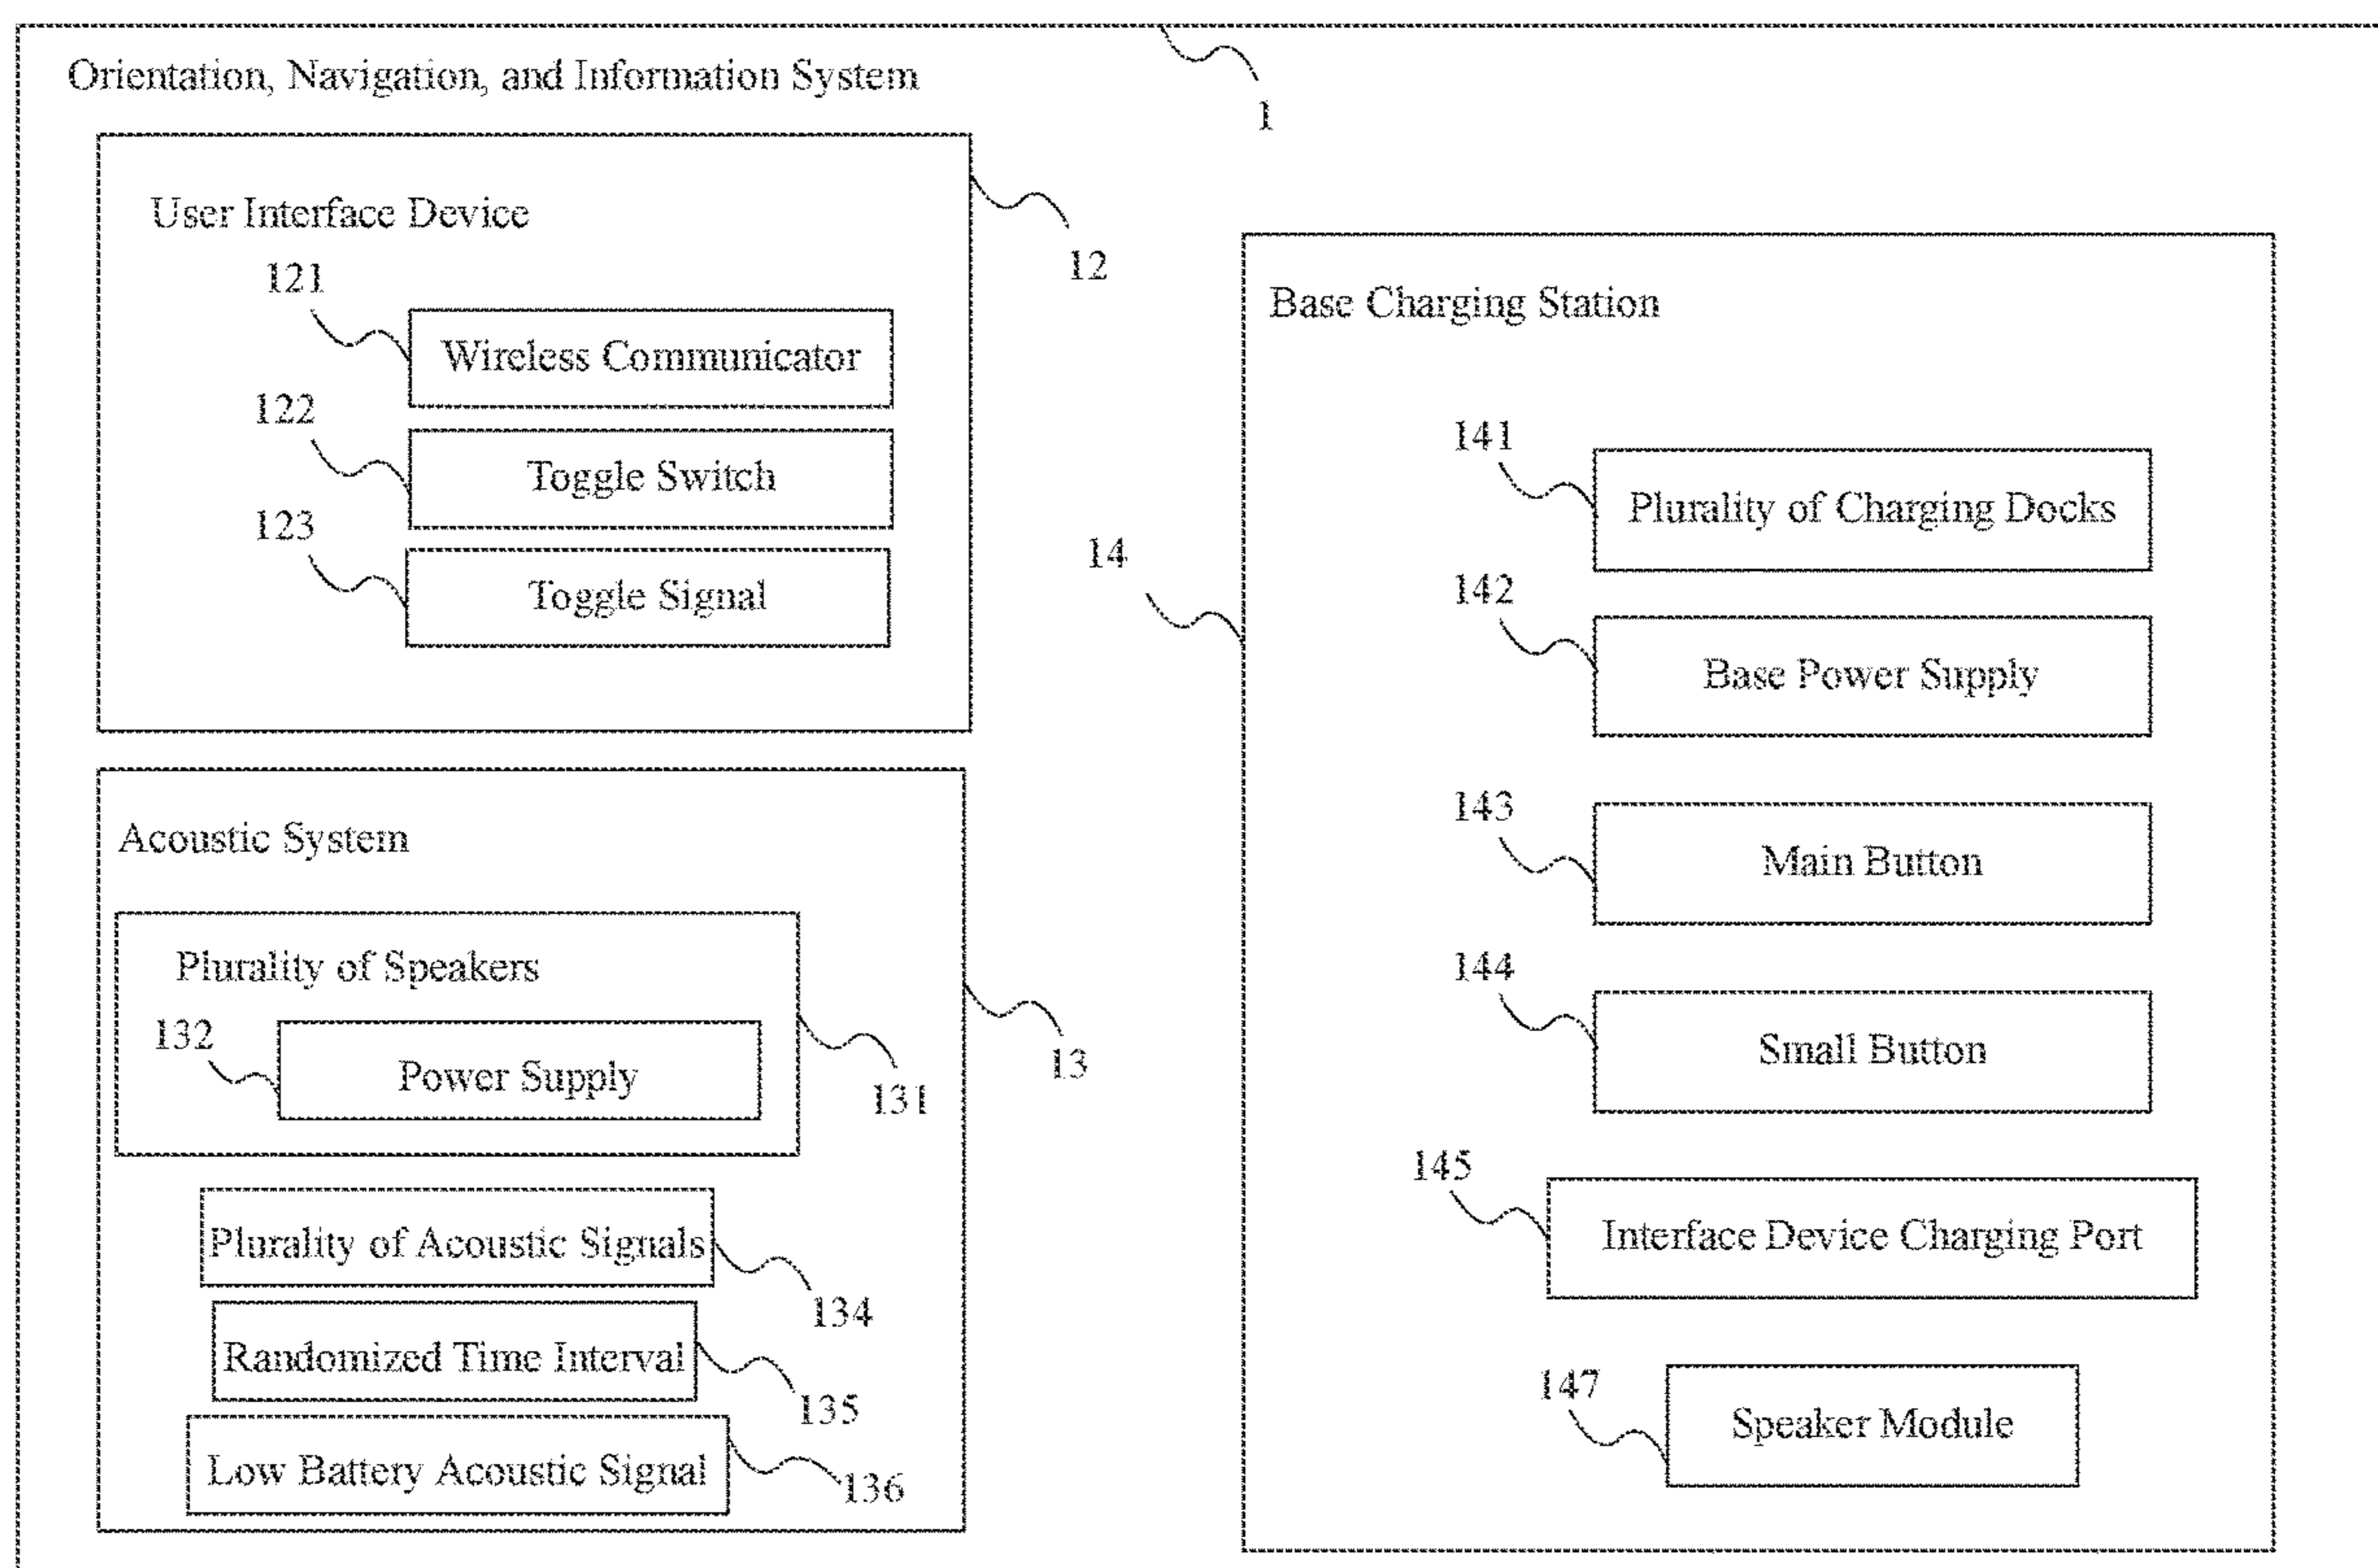 Orientation, Navigation, and Information System
1
User Interface Device
12
121
Wireless Communicator
122
Toggle Switch
123
Toggle Signal
Acoustic System
13
Plurality of Speakers
131
132
Power Supply
Plurality of Acoustic Signals
134
Randomized Time Interval
135
Low Battery Acoustic Signal
136
14
Base Charging Station
141
Plurality of Charging Docks
142
Base Power Supply
143
Main Button
144
Small Button
145
Interface Device Charging Port
147
Speaker Module